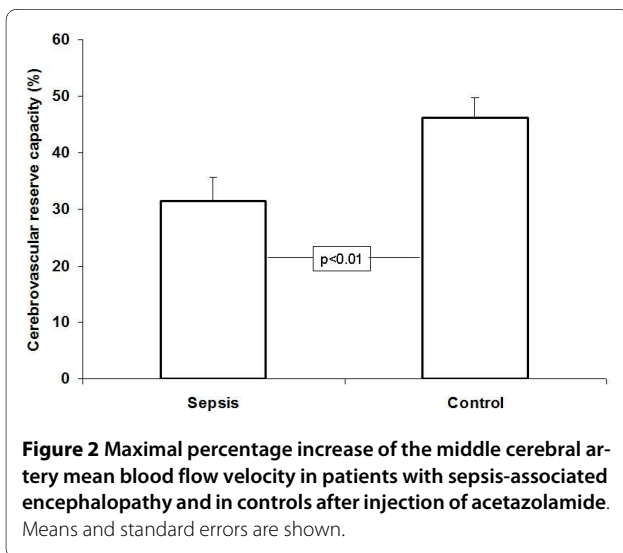 60
50
40
30
20
10
0
Cerebrovascular reserve capacity (%)
p<0.01
Sepsis
Control
Figure 2 Maximal percentage increase of the middle cerebral ar-
tery mean blood flow velocity in patients with sepsis-associated
encephalopathy and in controls after injection of acetazolamide.
Means and standard errors are shown.